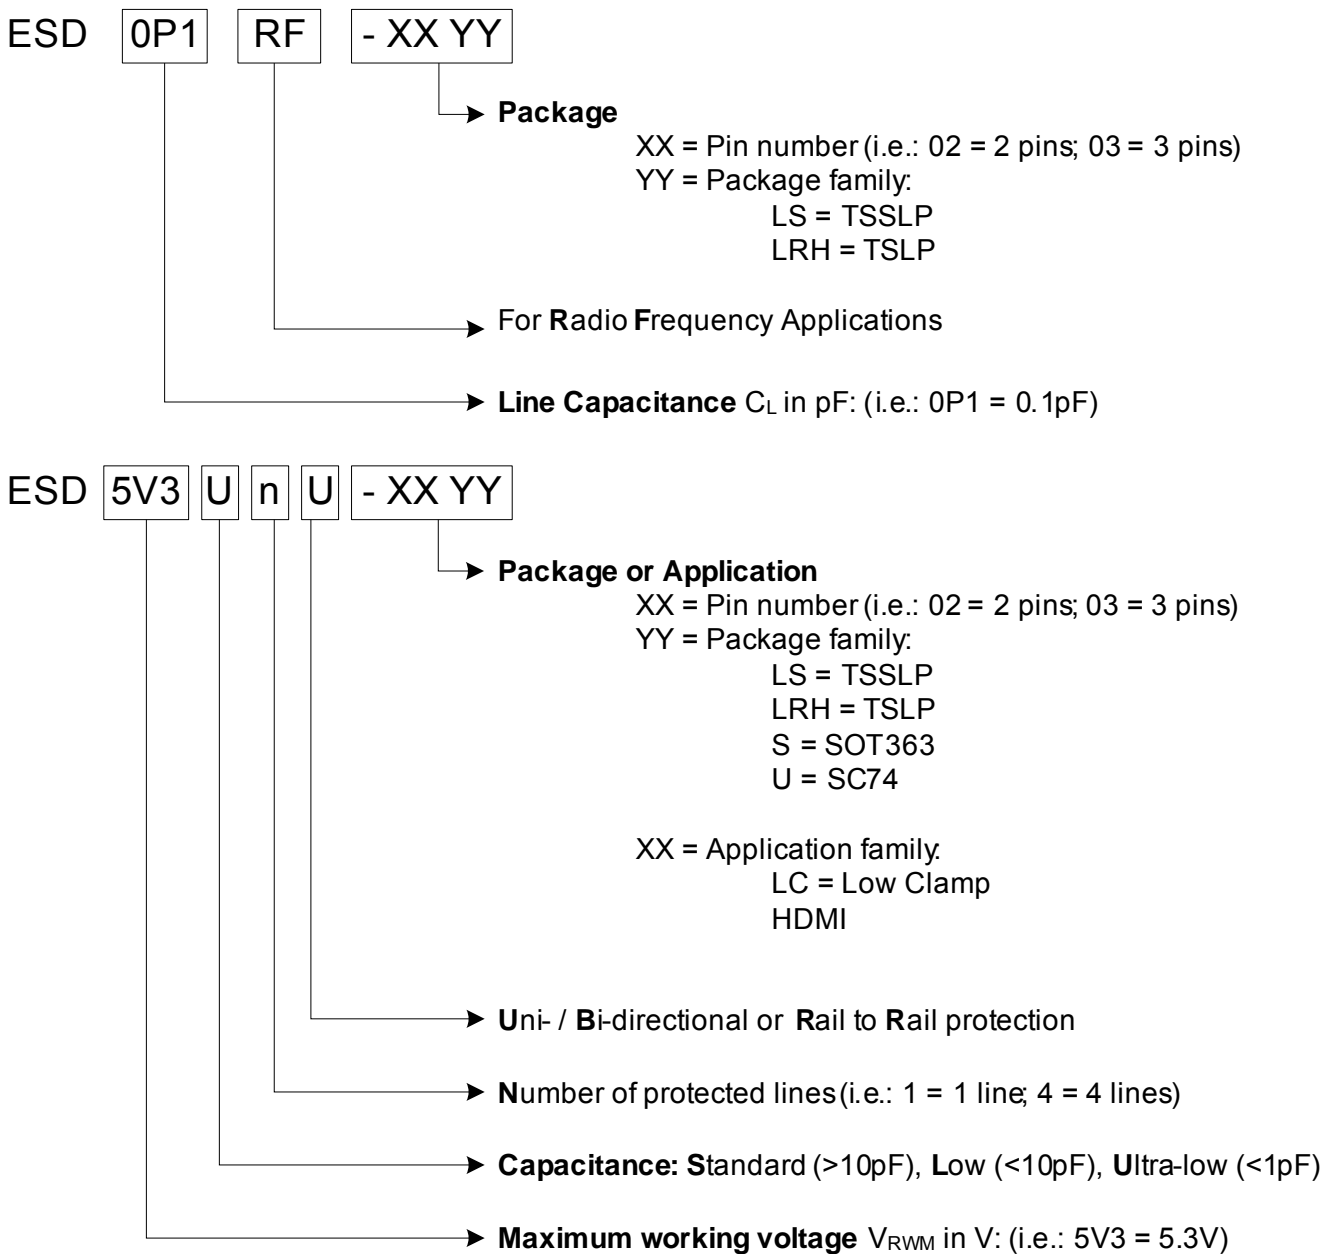 ESD 0P1 RF - XX YY
Package
XX = Pin number (i.e.: 02 = 2 pins; 03 = 3 pins)
YY = Package family:
LS = TSSLP
LRH = TSLP
For Radio Frequency Applications
Line Capacitance CL in pF: (i.e.: 0P1 = 0.1pF)
ESD 5V3 U n U - XX YY
Package or Application
XX = Pin number (i.e.: 02 = 2 pins; 03 = 3 pins)
YY = Package family:
LS = TSSLP
LRH = TSLP
S = SOT363
U = SC74
XX = Application family:
LC = Low Clamp
HDMI
Uni- / Bi-directional or Rail to Rail protection
Number of protected lines (i.e.: 1 = 1 line; 4 = 4 lines)
Capacitance: Standard (>10pF), Low (<10pF), Ultra-low (<1pF)
Maximum working voltage VRWM in V: (i.e.: 5V3 = 5.3V)